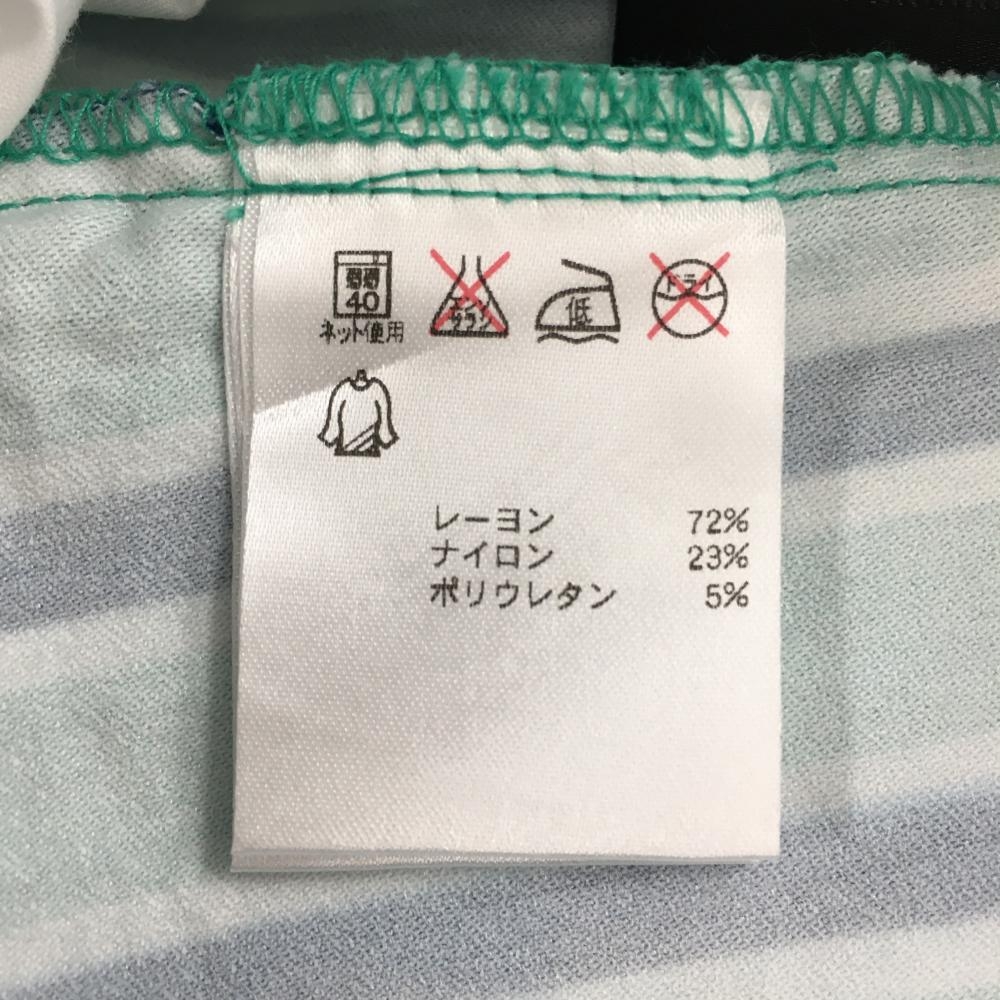 40
ネット使用
エンソ
サラシ
低
ドライ
レーヨン 72%
ナイロン 23%
ポリウレタン 5%